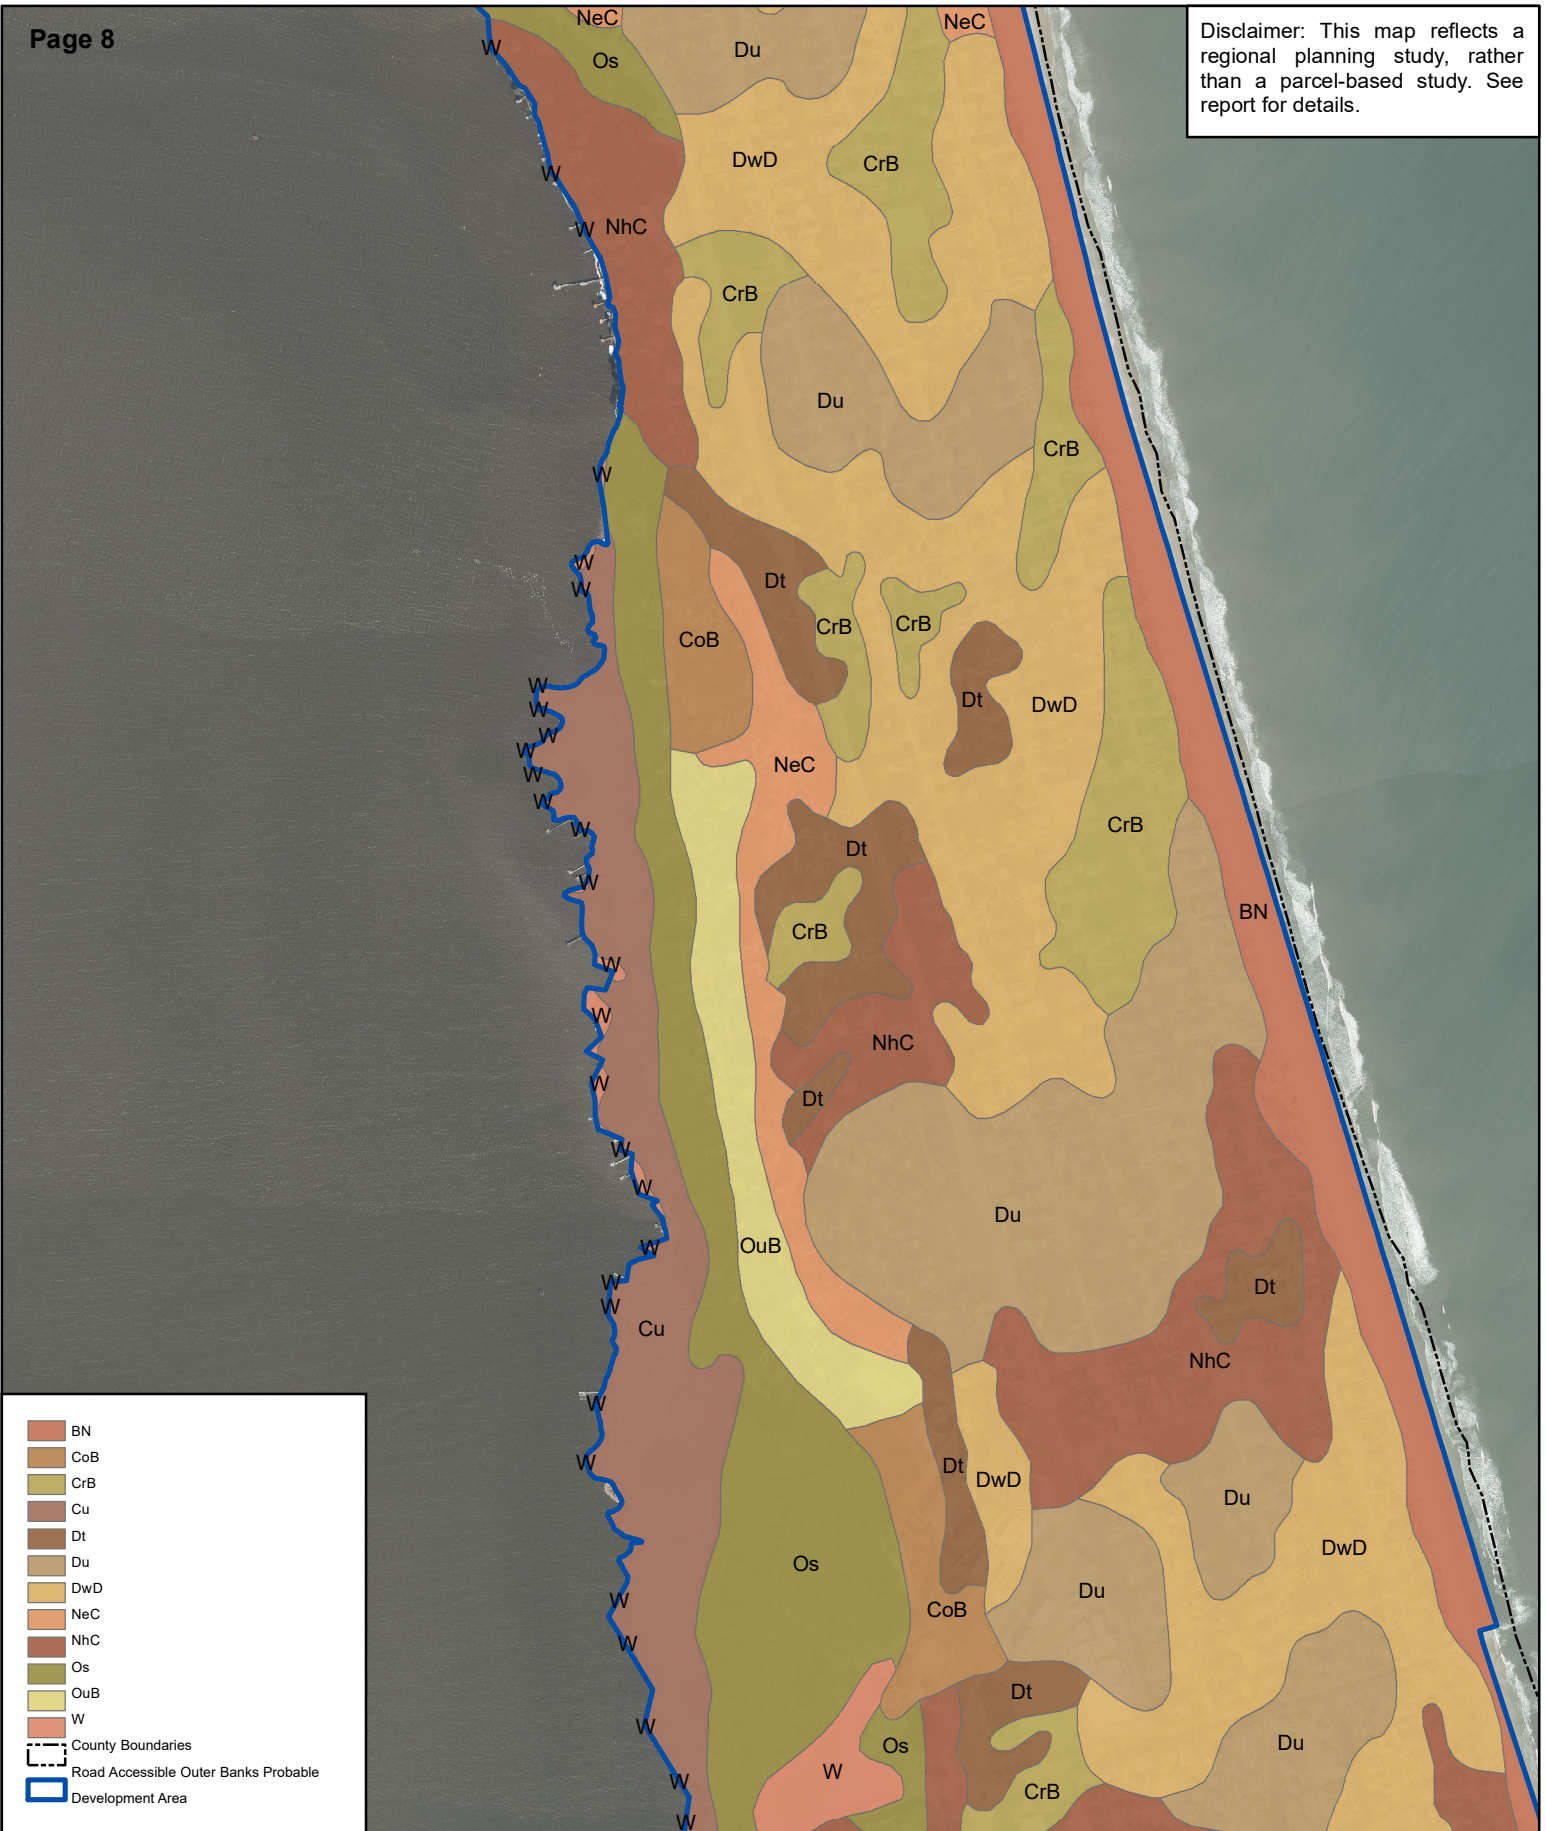 Page 8
Disclaimer: This map reflects a
regional planning study, rather
than a parcel-based study. See
report for details.
NeC
NeC
W
Du
Os
DwD
CrB
W
NhC
W
CrB
Du
CrB
W
W
Dt
W
CrB
CrB
CoB
W
Dt
DwD
W
W
W
NeC
W
W
CrB
W
Dt
W
BN
CrB
W
W
NhC
W
Dt
W
W
Du
OuB
W
W
Dt
W
Cu
NhC
W
W
Dt
DwD
Du
DwD
Os
Du
W
CoB
W
Dt
W
Du
Os
W
W
CrB
W
BN
CoB
CrB
Cu
Dt
Du
DwD
NeC
NhC
Os
OuB
W
County Boundaries
Road Accessible Outer Banks Probable
Development Area